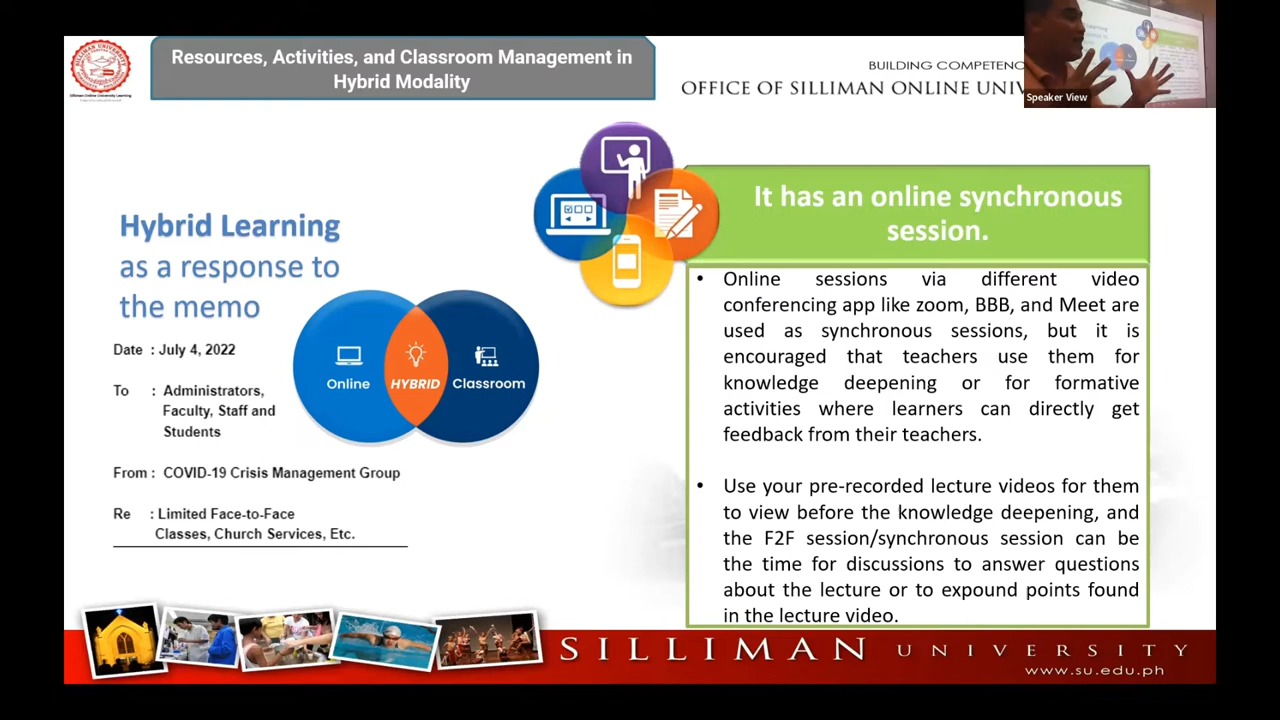 Resources, Activities, and Classroom Management in
Hybrid Modality
BUILDING COMPETENC
OFFICE OF SILLIMAN ONLINE UNIV
Speaker View
SILLIMAN UNIVERSITY
Silliman Online University Learning
Hybrid Learning
as a response to
the memo
Date : July 4, 2022
To : Administrators,
Faculty, Staff and
Students
From : COVID-19 Crisis Management Group
Re : Limited Face-to-Face
Classes, Church Services, Etc.
Online
HYBRID
Classroom
It has an online synchronous
session.
• Online sessions via different video
conferencing app like zoom, BBB, and Meet are
used as synchronous sessions, but it is
encouraged that teachers use them for
knowledge deepening or for formative
activities where learners can directly get
feedback from their teachers.
• Use your pre-recorded lecture videos for them
to view before the knowledge deepening, and
the F2F session/synchronous session can be
the time for discussions to answer questions
about the lecture or to expound points found
in the lecture video.
SILLIMAN UNIVERSITY
www.su.edu.ph